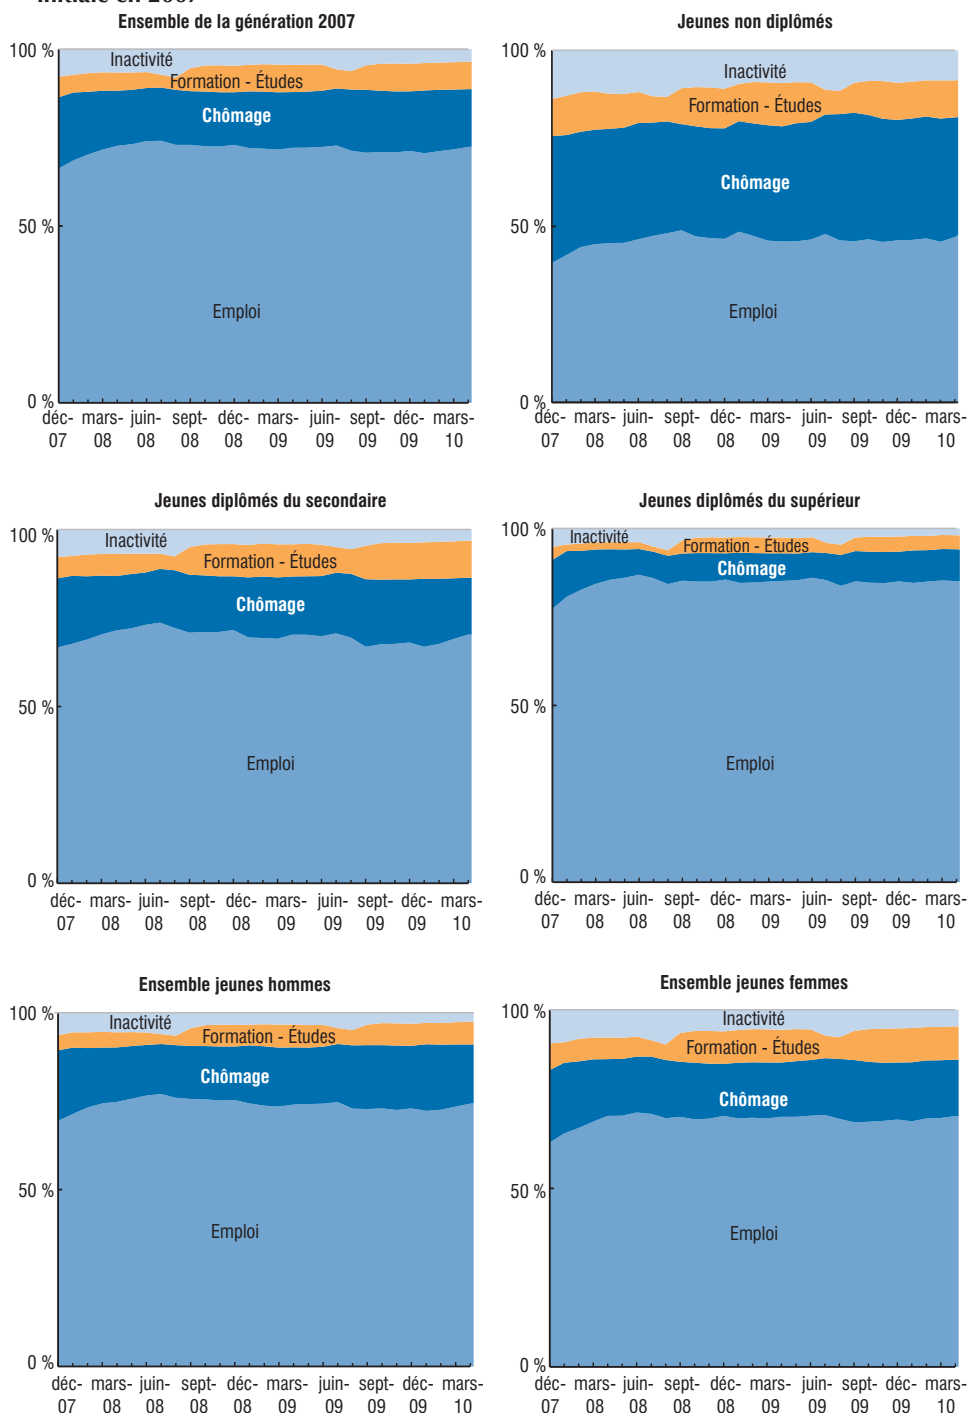 initiale en 2007
Ensemble de la génération 2007
100 %
50 %
0 %
Inactivité
Formation - Études
Chômage
Emploi
déc- mars- juin- sept- déc- mars- juin- sept- déc- mars-
07 08 08 08 08 09 09 09 09 10
Jeunes non diplômés
100 %
50 %
0 %
Inactivité
Formation - Études
Chômage
Emploi
déc- mars- juin- sept- déc- mars- juin- sept- déc- mars-
07 08 08 08 08 09 09 09 09 10
Jeunes diplômés du secondaire
100 %
50 %
0 %
Inactivité
Formation - Études
Chômage
Emploi
déc- mars- juin- sept- déc- mars- juin- sept- déc- mars-
07 08 08 08 08 09 09 09 09 10
Jeunes diplômés du supérieur
100 %
50 %
0 %
Inactivité
Formation - Études
Chômage
Emploi
déc- mars- juin- sept- déc- mars- juin- sept- déc- mars-
07 08 08 08 08 09 09 09 09 10
Ensemble jeunes hommes
100 %
50 %
0 %
Inactivité
Formation - Études
Chômage
Emploi
déc- mars- juin- sept- déc- mars- juin- sept- déc- mars-
07 08 08 08 08 09 09 09 09 10
Ensemble jeunes femmes
100 %
50 %
0 %
Inactivité
Formation - Études
Chômage
Emploi
déc- mars- juin- sept- déc- mars- juin- sept- déc- mars-
07 08 08 08 08 09 09 09 09 10